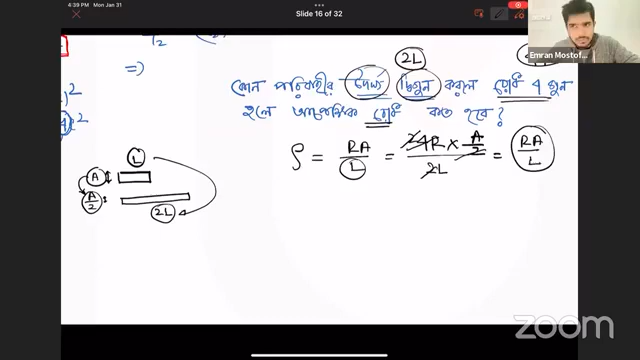 4:39 PM Mon Jan 31
Slide 16 of 32
Emran Mostof...
2L
=>
কোন পরিবাহীর দৈর্ঘ্য দ্বিগুন করলে রোধ 4 গুন
হলে আপেক্ষিক রোধ কত হবে?
ρ = RA/L = 4R × A/2 / 2L = RA/L
L
A
A/2
2L
zoom